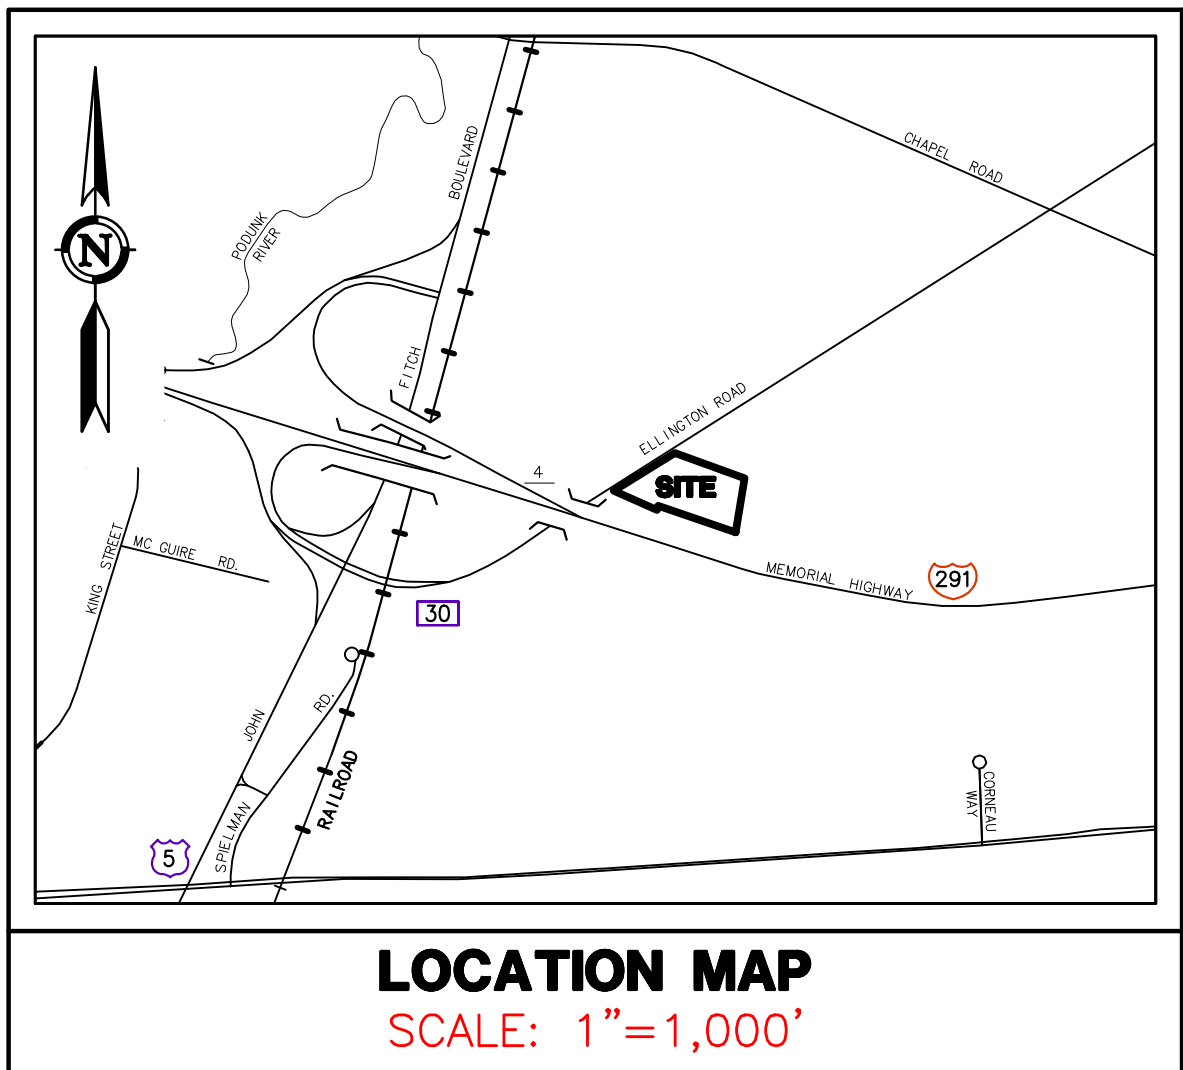 CHAPEL ROAD
BOULEVARD
PODUNK
RIVER
N
FITCH
ELLINGTON ROAD
4
SITE
KING STREET
MC GUIRE RD.
MEMORIAL HIGHWAY
291
30
JOHN
RD.
RAILROAD
CORNEAU
WAY
SPIELMAN
5
LOCATION MAP
SCALE: 1"=1,000'